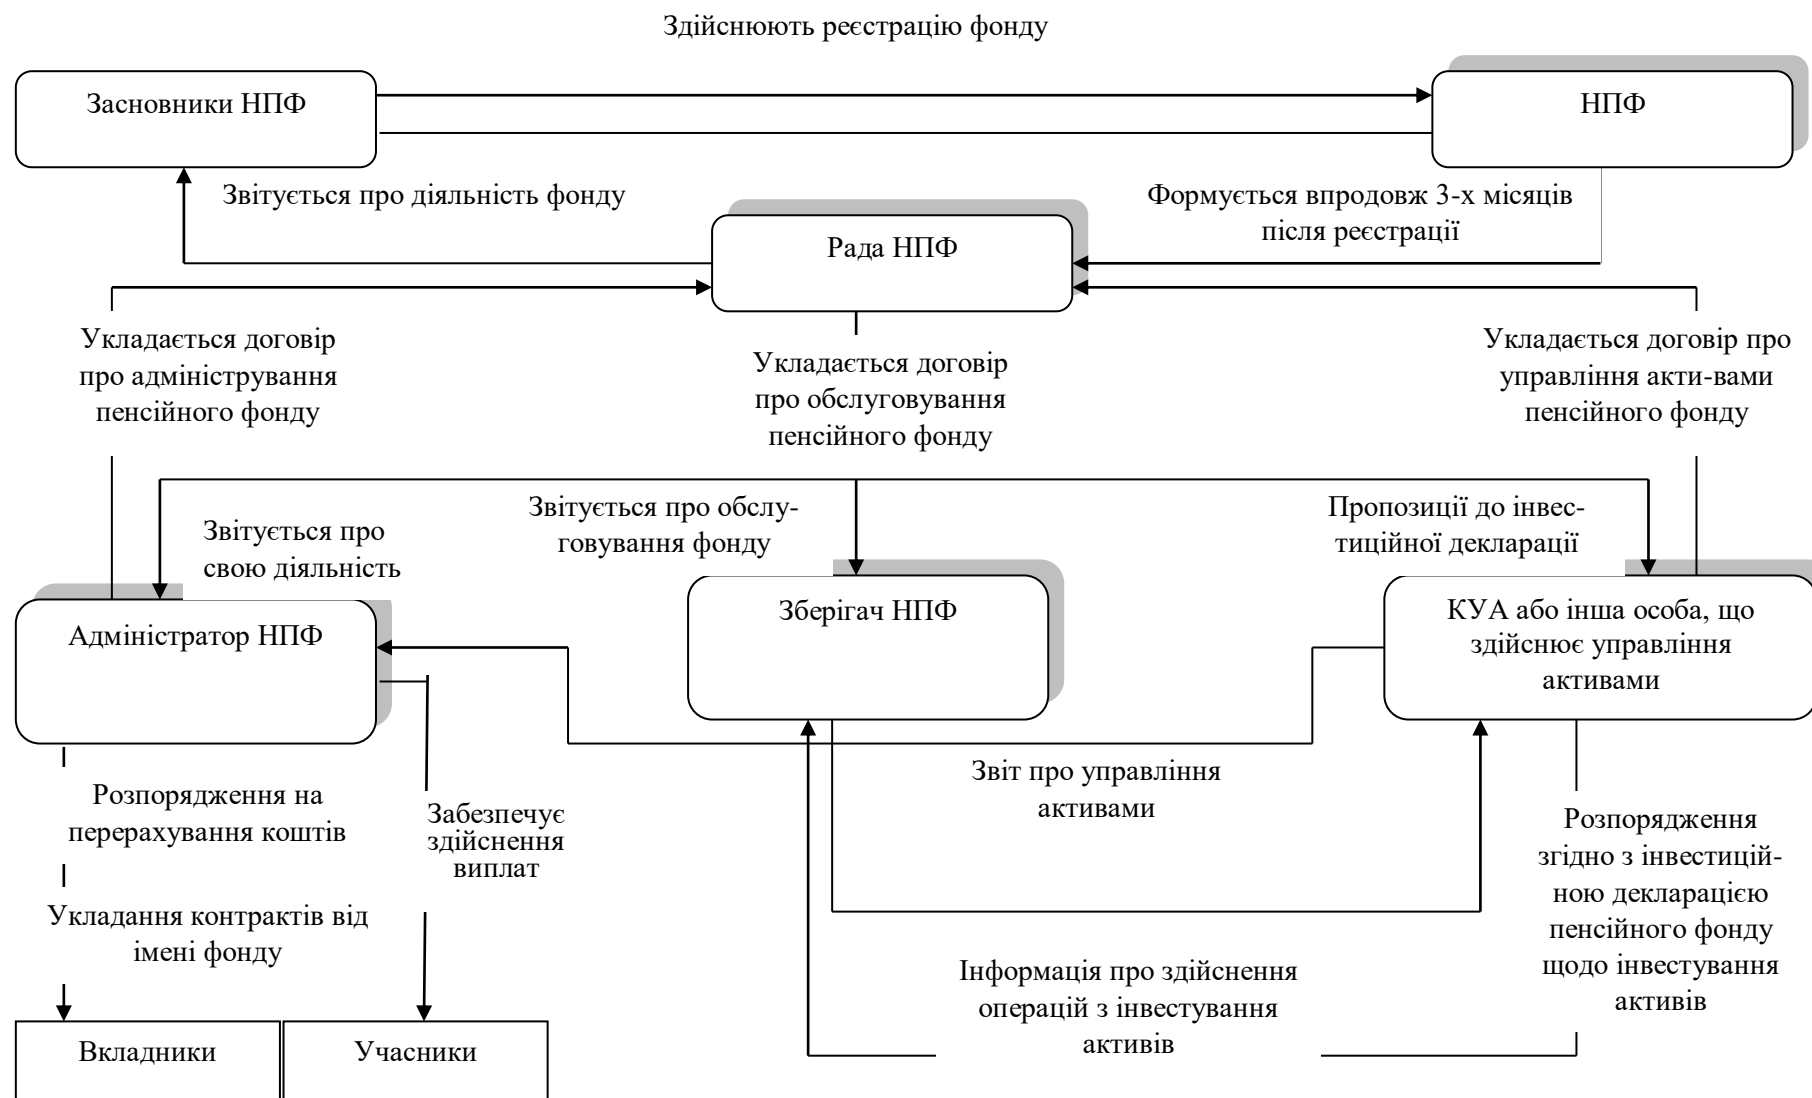 Здійснюють реєстрацію фонду
Засновники НПФ
НПФ
Звітується про діяльність фонду
Формується впродовж 3-х місяців
після реєстрації
Рада НПФ
Укладається договір
про адміністрування
пенсійного фонду
Укладається договір
про обслуговування
пенсійного фонду
Укладається договір про
управління акти-вами
пенсійного фонду
Звітується про
свою діяльність
Звітується про обслу-
говування фонду
Пропозиції до інвес-
тиційної декларації
Адміністратор НПФ
Зберігач НПФ
КУА або інша особа, що
здійснює управління
активами
Розпорядження на
перерахування коштів
Забезпечує
здійснення
виплат
Звіт про управління
активами
Розпорядження
згідно з інвестицій-
ною декларацією
пенсійного фонду
щодо інвестування
активів
Укладання контрактів від
імені фонду
Інформація про здійснення
операцій з інвестування
активів
Вкладники
Учасники